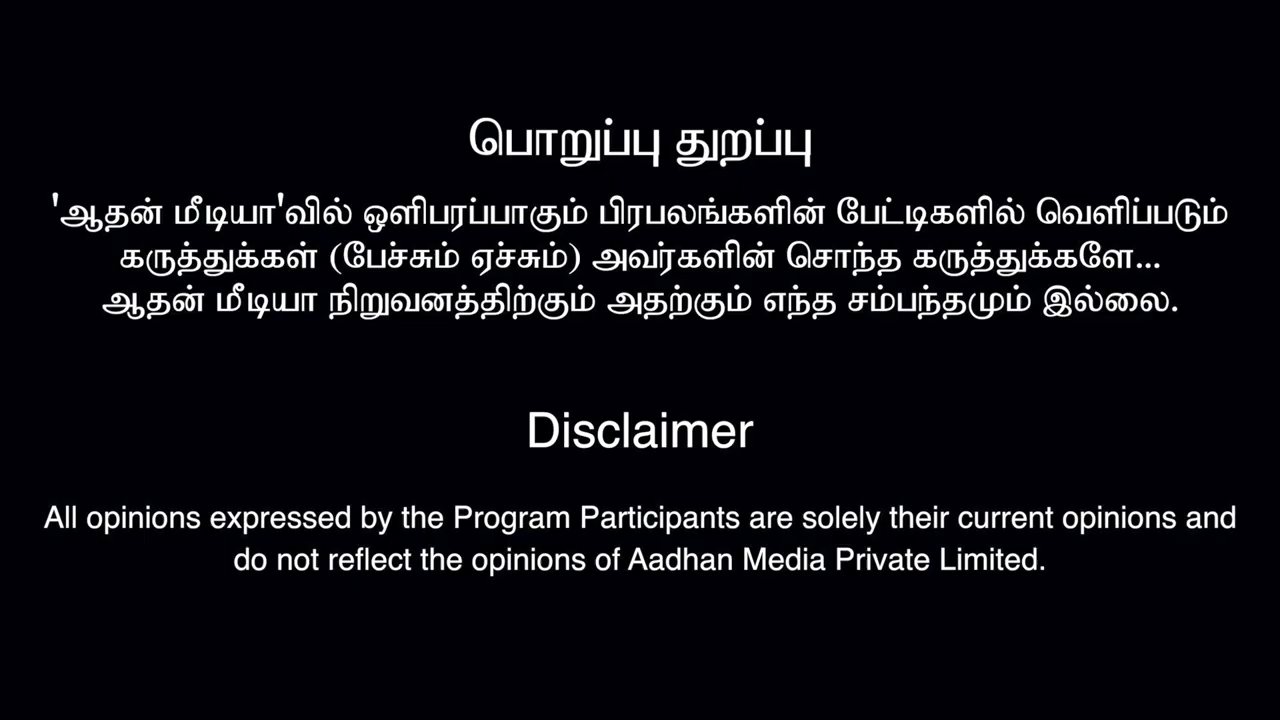 பொறுப்பு துறப்பு
'ஆதன் மீடியா'வில் ஒளிபரப்பாகும் பிரபலங்களின் பேட்டிகளில் வெளிப்படும்
கருத்துக்கள் (பேச்சும் ஏச்சும்) அவர்களின் சொந்த கருத்துக்களே...
ஆதன் மீடியா நிறுவனத்திற்கும் அதற்கும் எந்த சம்பந்தமும் இல்லை.
Disclaimer
All opinions expressed by the Program Participants are solely their current opinions and
do not reflect the opinions of Aadhan Media Private Limited.